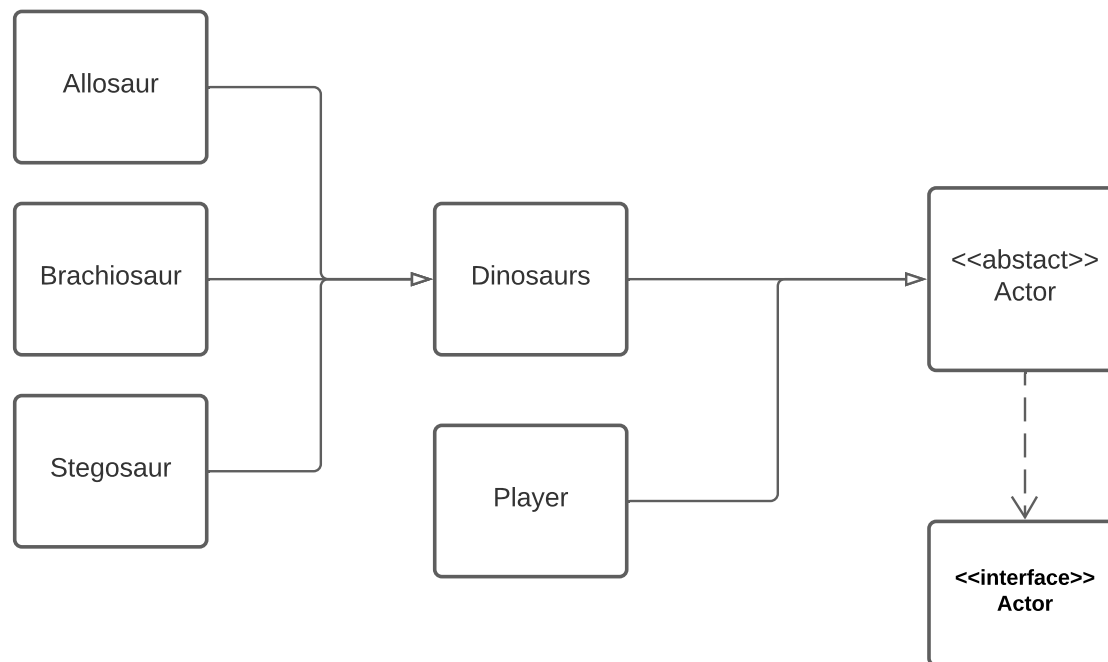 Allosaur
Brachiosaur
Dinosaurs
<<abstact>>
Actor
Stegosaur
Player
<<interface>>
Actor